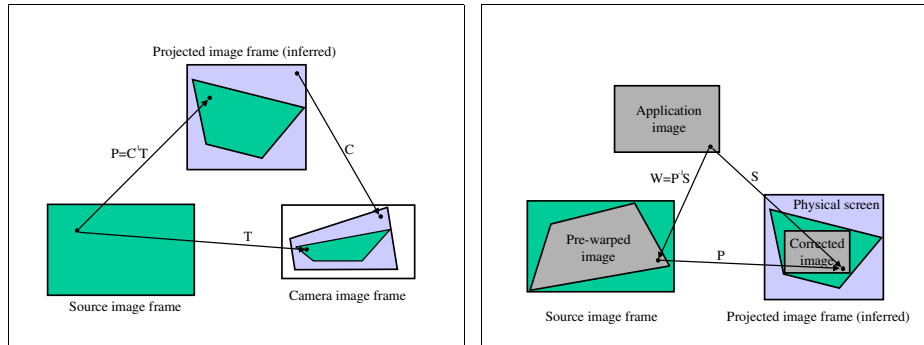 Projected image frame (inferred)
P=C⁻¹T
C
T
Source image frame
Camera image frame
Application
image
W=P⁻¹S
S
Physical screen
Pre-warped
image
Corrected
image
P
Source image frame
Projected image frame (inferred)